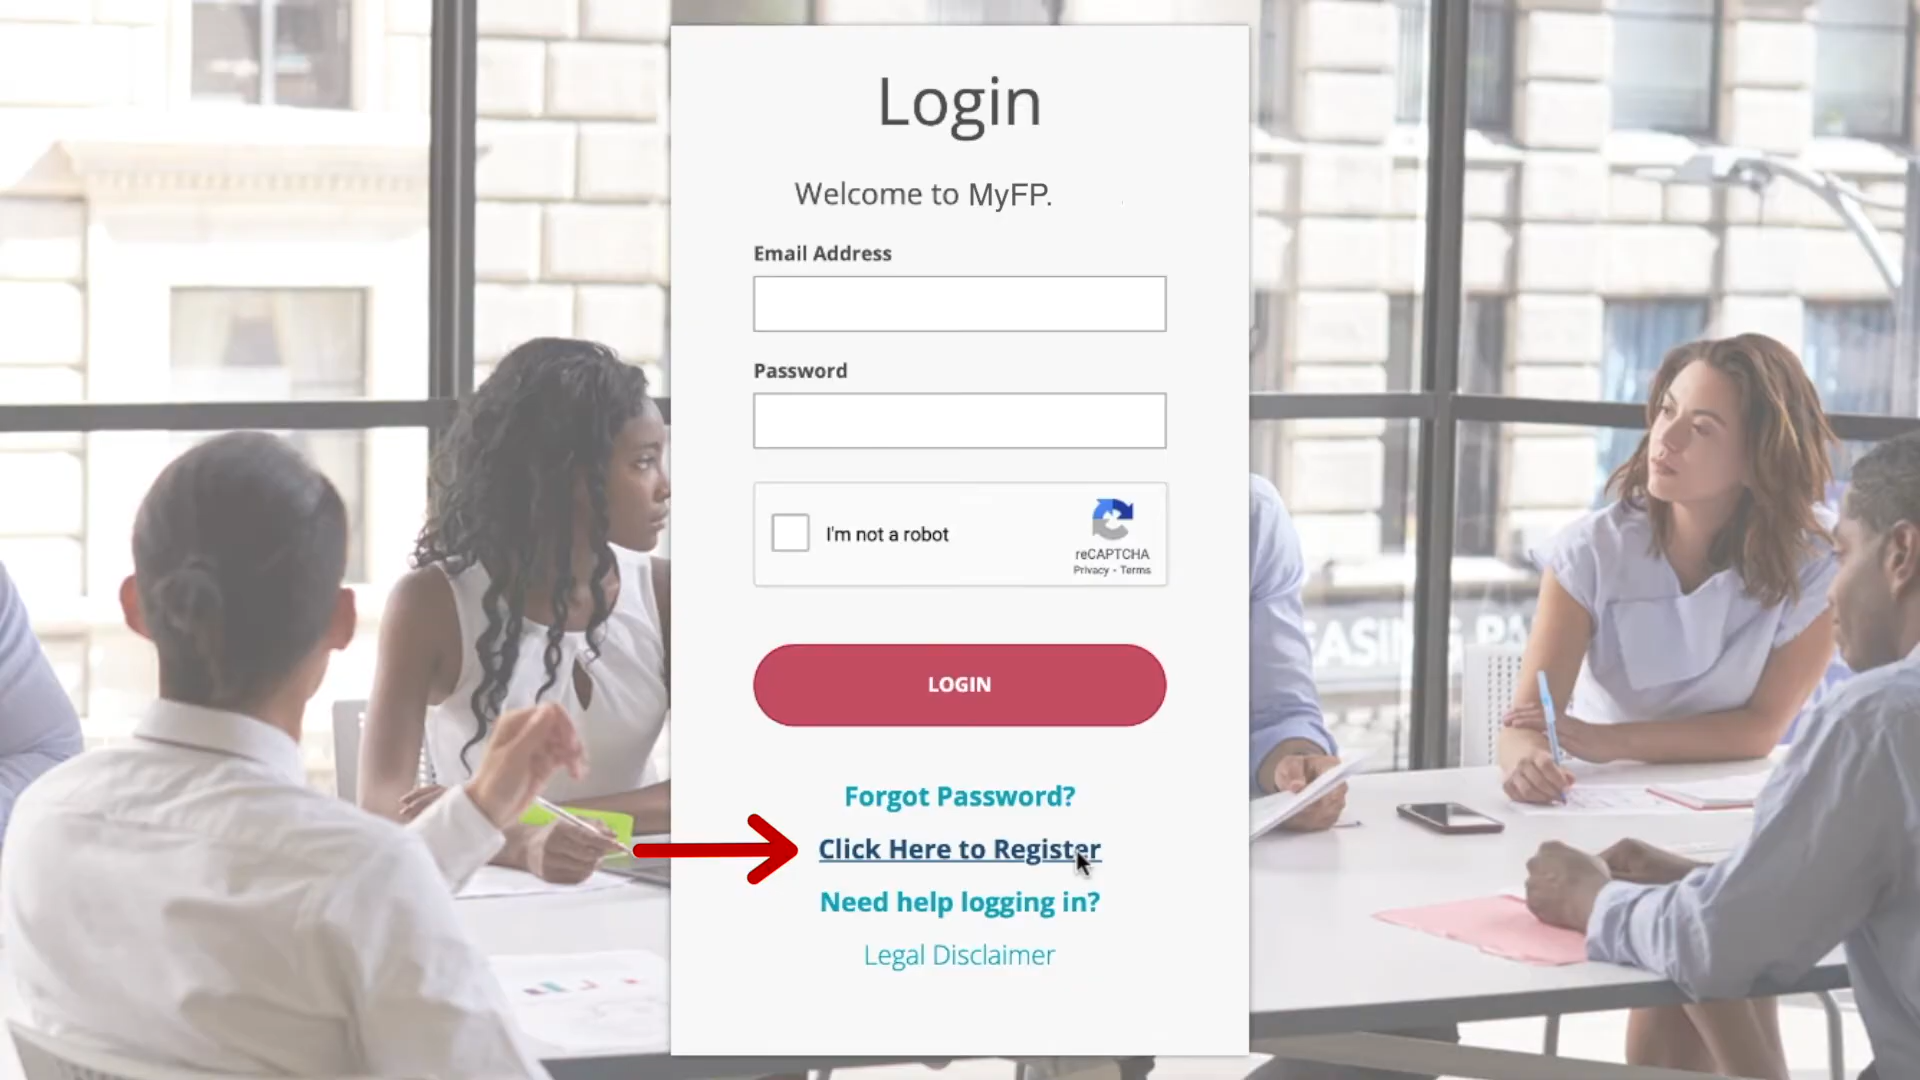 Login
Welcome to MyFP.
Email Address
Password
I'm not a robot
reCAPTCHA
Privacy - Terms
LOGIN
Forgot Password?
Click Here to Register
Need help logging in?
Legal Disclaimer